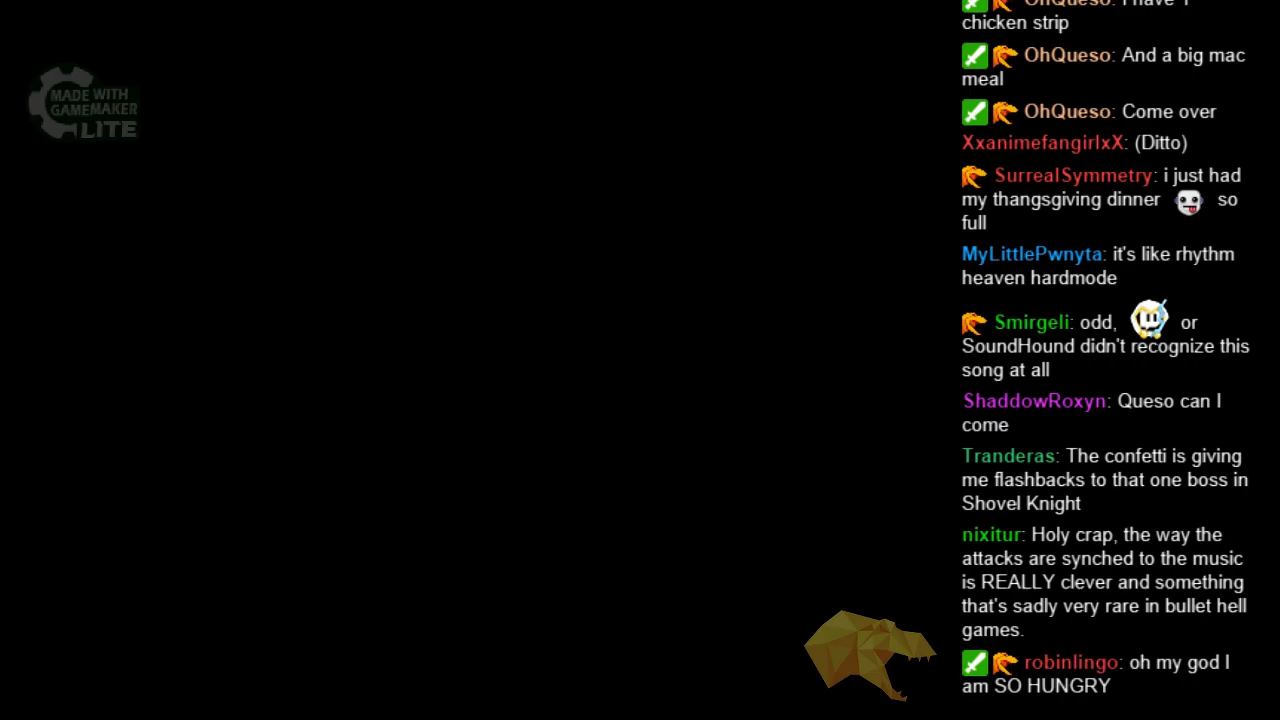 MADE WITH
GAMEMAKER
LITE
OhQueso: I have 1
chicken strip
OhQueso: And a big mac
meal
OhQueso: Come over
XxanimefangirlxX: (Ditto)
SurrealSymmetry: i just had
my thangsgiving dinner so
full
MyLittlePwnyta: it's like rhythm
heaven hardmode
Smirgeli: odd, or
SoundHound didn't recognize this
song at all
ShaddowRoxyn: Queso can I
come
Tranderas: The confetti is giving
me flashbacks to that one boss in
Shovel Knight
nixitur: Holy crap, the way the
attacks are synched to the music
is REALLY clever and something
that's sadly very rare in bullet hell
games.
robinlingo: oh my god I
am SO HUNGRY